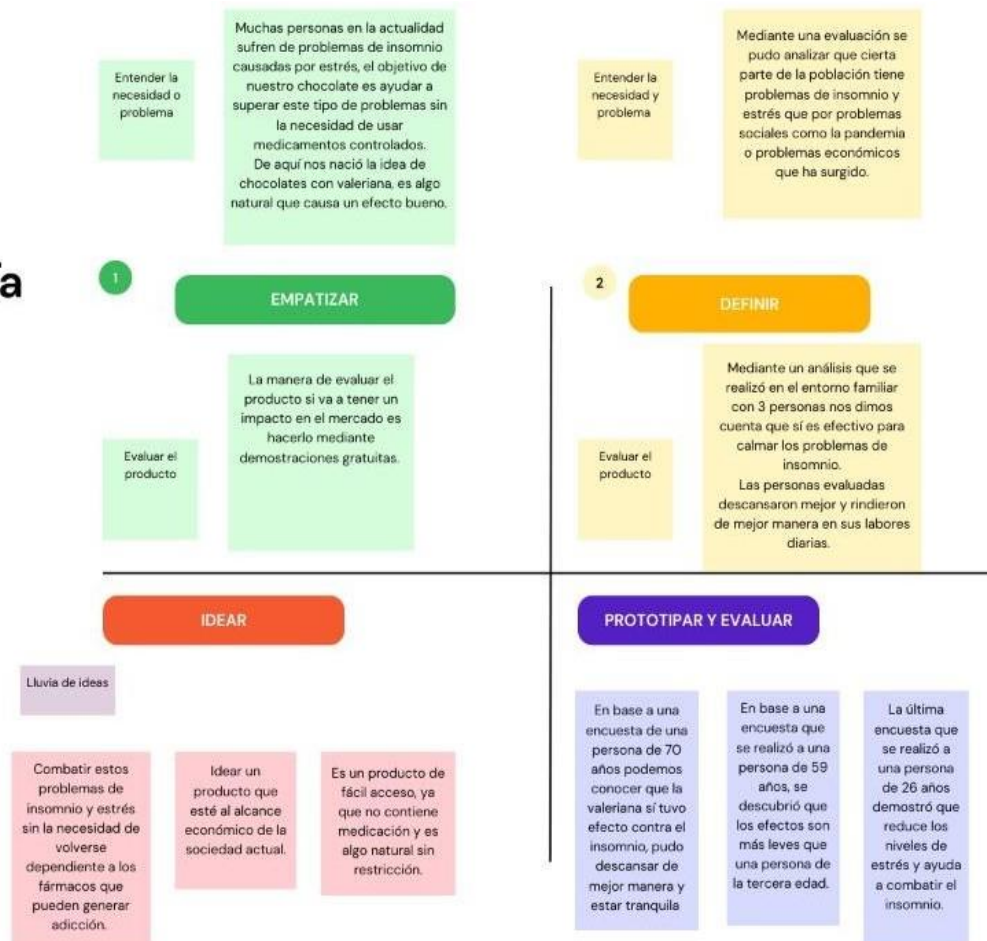 Entender la
necesidad o
problema
Muchas personas en la actualidad
sufren de problemas de insomnio
causadas por estrés, el objetivo de
nuestro chocolate es ayudar a
superar este tipo de problemas sin
la necesidad de usar
medicamentos controlados.
De aquí nos nació la idea de
chocolates con valeriana, es algo
natural que causa un efecto bueno.
Entender la
necesidad y
problema
Mediante una evaluación se
pudo analizar que cierta
parte de la población tiene
problemas de insomnio y
estrés que por problemas
sociales como la pandemia
o problemas económicos
que ha surgido.
ía
1
EMPATIZAR
2
DEFINIR
Evaluar el
producto
La manera de evaluar el
producto si va a tener un
impacto en el mercado es
hacerlo mediante
demostraciones gratuitas.
Evaluar el
producto
Mediante un análisis que se
realizó en el entorno familiar
con 3 personas nos dimos
cuenta que sí es efectivo para
calmar los problemas de
insomnio.
Las personas evaluadas
descansaron mejor y rindieron
de mejor manera en sus labores
diarias.
IDEAR
Lluvia de ideas
Combatir estos
problemas de
insomnio y estrés
sin la necesidad de
volverse
dependiente a los
fármacos que
pueden generar
adicción.
Idear un
producto que
esté al alcance
económico de la
sociedad actual.
Es un producto de
fácil acceso, ya
que no contiene
medicación y es
algo natural sin
restricción.
PROTOTIPAR Y EVALUAR
En base a una
encuesta de una
persona de 70
años podemos
conocer que la
valeriana sí tuvo
efecto contra el
insomnio, pudo
descansar de
mejor manera y
estar tranquila
En base a una
encuesta que
se realizó a una
persona de 59
años, se
descubrió que
los efectos son
más leves que
una persona de
la tercera edad.
La última
encuesta que
se realizó a
una persona
de 26 años
demostró que
reduce los
niveles de
estrés y ayuda
a combatir el
insomnio.